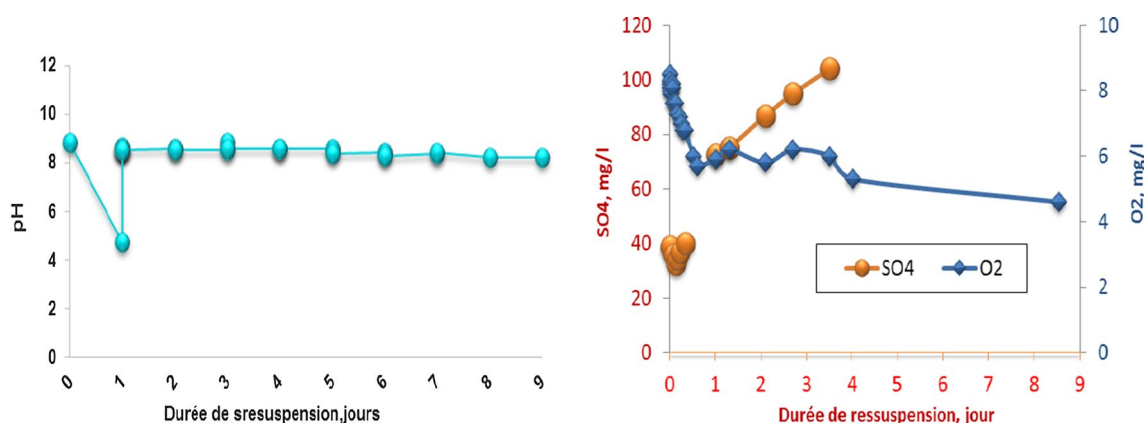 12
10
8
6
4
2
0
pH
0 1 2 3 4 5 6 7 8 9
Durée de sresuspension,jours
120
100
80
60
40
20
0
SO4, mg/l
10
8
6
4
2
0
O2, mg/l
SO4 O2
0 1 2 3 4 5 6 7 8 9
Durée de ressuspension, jour